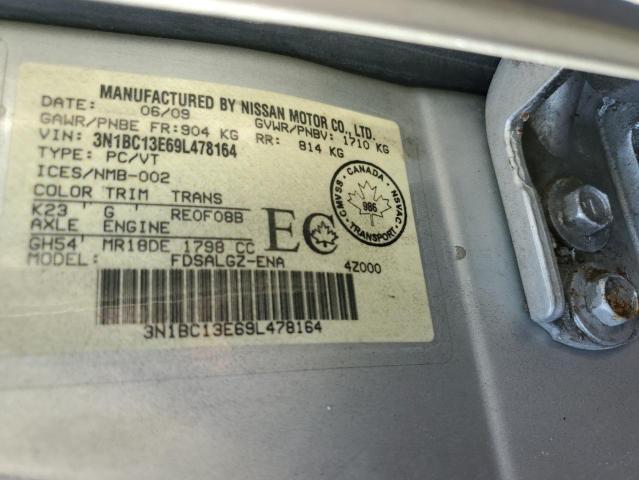 MANUFACTURED BY NISSAN MOTOR CO., LTD.
DATE: 06/09 GVWR/PNBV: 1710 KG
GAWR/PNBE FR: 904 KG RR: 814 KG
VIN: 3N1BC13E69L478164
TYPE: PC/VT
ICES/NMB-002
COLOR TRIM TRANS
K23 G RE0F08B
AXLE ENGINE
GH54 MR18DE 1798 CC
MODEL: FDSALGZ-ENA
4Z000
EC
CANADA
CMVSS 986 NSVAC
TRANSPORT
3N1BC13E69L478164